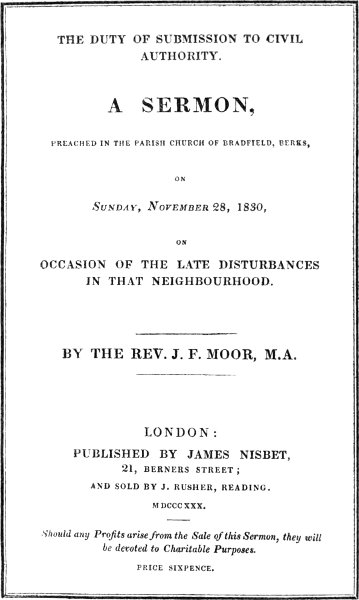 THE DUTY OF SUBMISSION TO CIVIL
AUTHORITY.
A SERMON,
PREACHED IN THE PARISH CHURCH OF BRADFIELD, BERKS,
ON
SUNDAY, NOVEMBER 28, 1830,
ON
OCCASION OF THE LATE DISTURBANCES
IN THAT NEIGHBOURHOOD.
BY THE REV. J. F. MOOR, M.A.
LONDON:
PUBLISHED BY JAMES NISBET,
21, BERNERS STREET;
AND SOLD BY J. RUSHER, READING.
MDCCCXXX.
Should any Profits arise from the Sale of this Sermon, they will
be devoted to Charitable Purposes.
PRICE SIXPENCE.